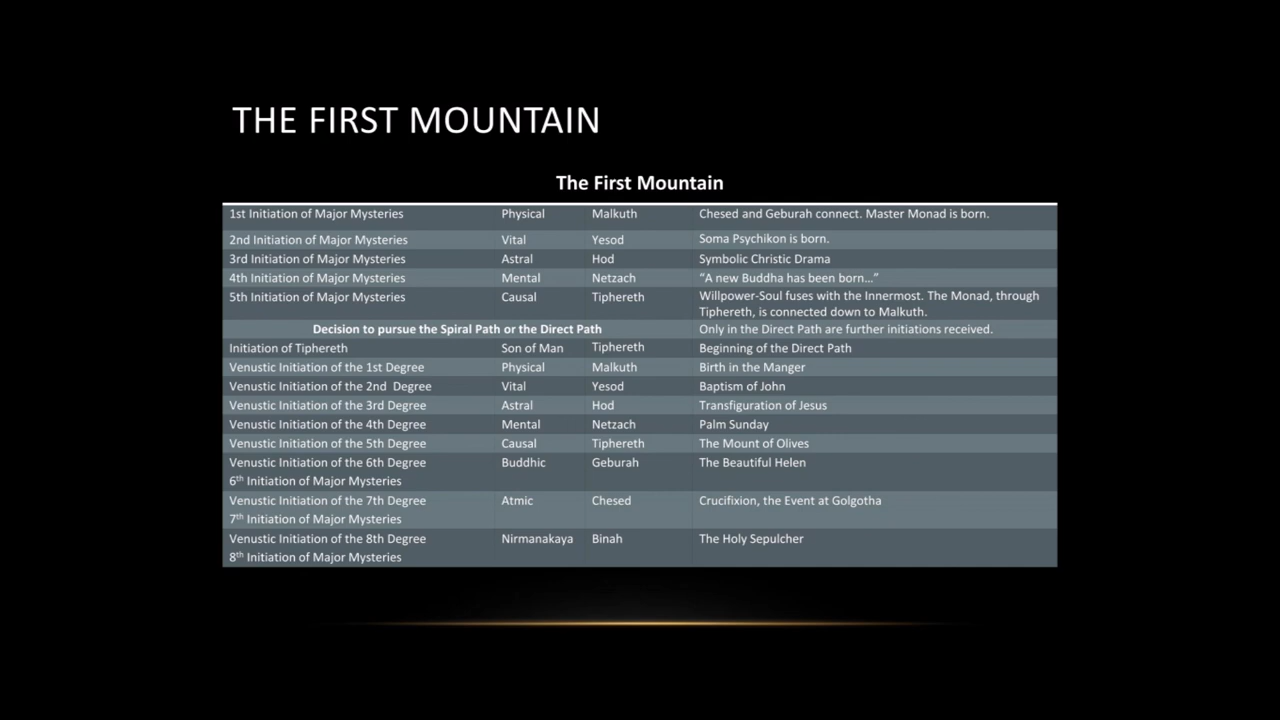 THE FIRST MOUNTAIN
The First Mountain
1st Initiation of Major Mysteries Physical Malkuth Chesed and Geburah connect. Master Monad is born.
2nd Initiation of Major Mysteries Vital Yesod Soma Psychikon is born.
3rd Initiation of Major Mysteries Astral Hod Symbolic Christic Drama
4th Initiation of Major Mysteries Mental Netzach “A new Buddha has been born…”
5th Initiation of Major Mysteries Causal Tiphereth Willpower-Soul fuses with the Innermost. The Monad, through
Tiphereth, is connected down to Malkuth.
Decision to pursue the Spiral Path or the Direct Path Only in the Direct Path are further initiations received.
Initiation of Tiphereth Son of Man Tiphereth Beginning of the Direct Path
Venustic Initiation of the 1st Degree Physical Malkuth Birth in the Manger
Venustic Initiation of the 2nd  Degree Vital Yesod Baptism of John
Venustic Initiation of the 3rd Degree Astral Hod Transfiguration of Jesus
Venustic Initiation of the 4th Degree Mental Netzach Palm Sunday
Venustic Initiation of the 5th Degree Causal Tiphereth The Mount of Olives
Venustic Initiation of the 6th Degree Buddhic Geburah The Beautiful Helen
6th Initiation of Major Mysteries
Venustic Initiation of the 7th Degree Atmic Chesed Crucifixion, the Event at Golgotha
7th Initiation of Major Mysteries
Venustic Initiation of the 8th Degree Nirmanakaya Binah The Holy Sepulcher
8th Initiation of Major Mysteries